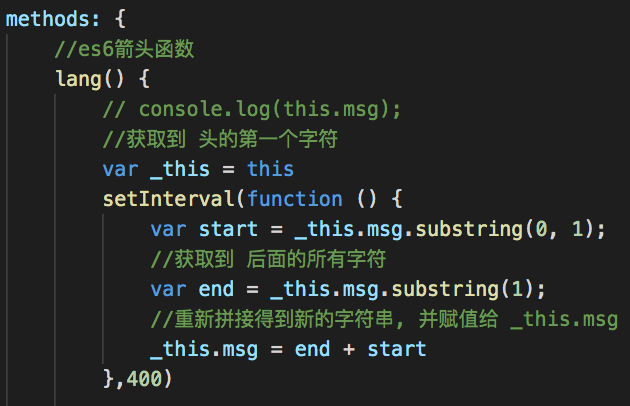 methods: {
//es6箭头函数
lang() {
// console.log(this.msg);
//获取到 头的第一个字符
var _this = this
setInterval(function () {
var start = _this.msg.substring(0, 1);
//获取到 后面的所有字符
var end = _this.msg.substring(1);
//重新拼接得到新的字符串, 并赋值给 _this.msg
_this.msg = end + start
},400)